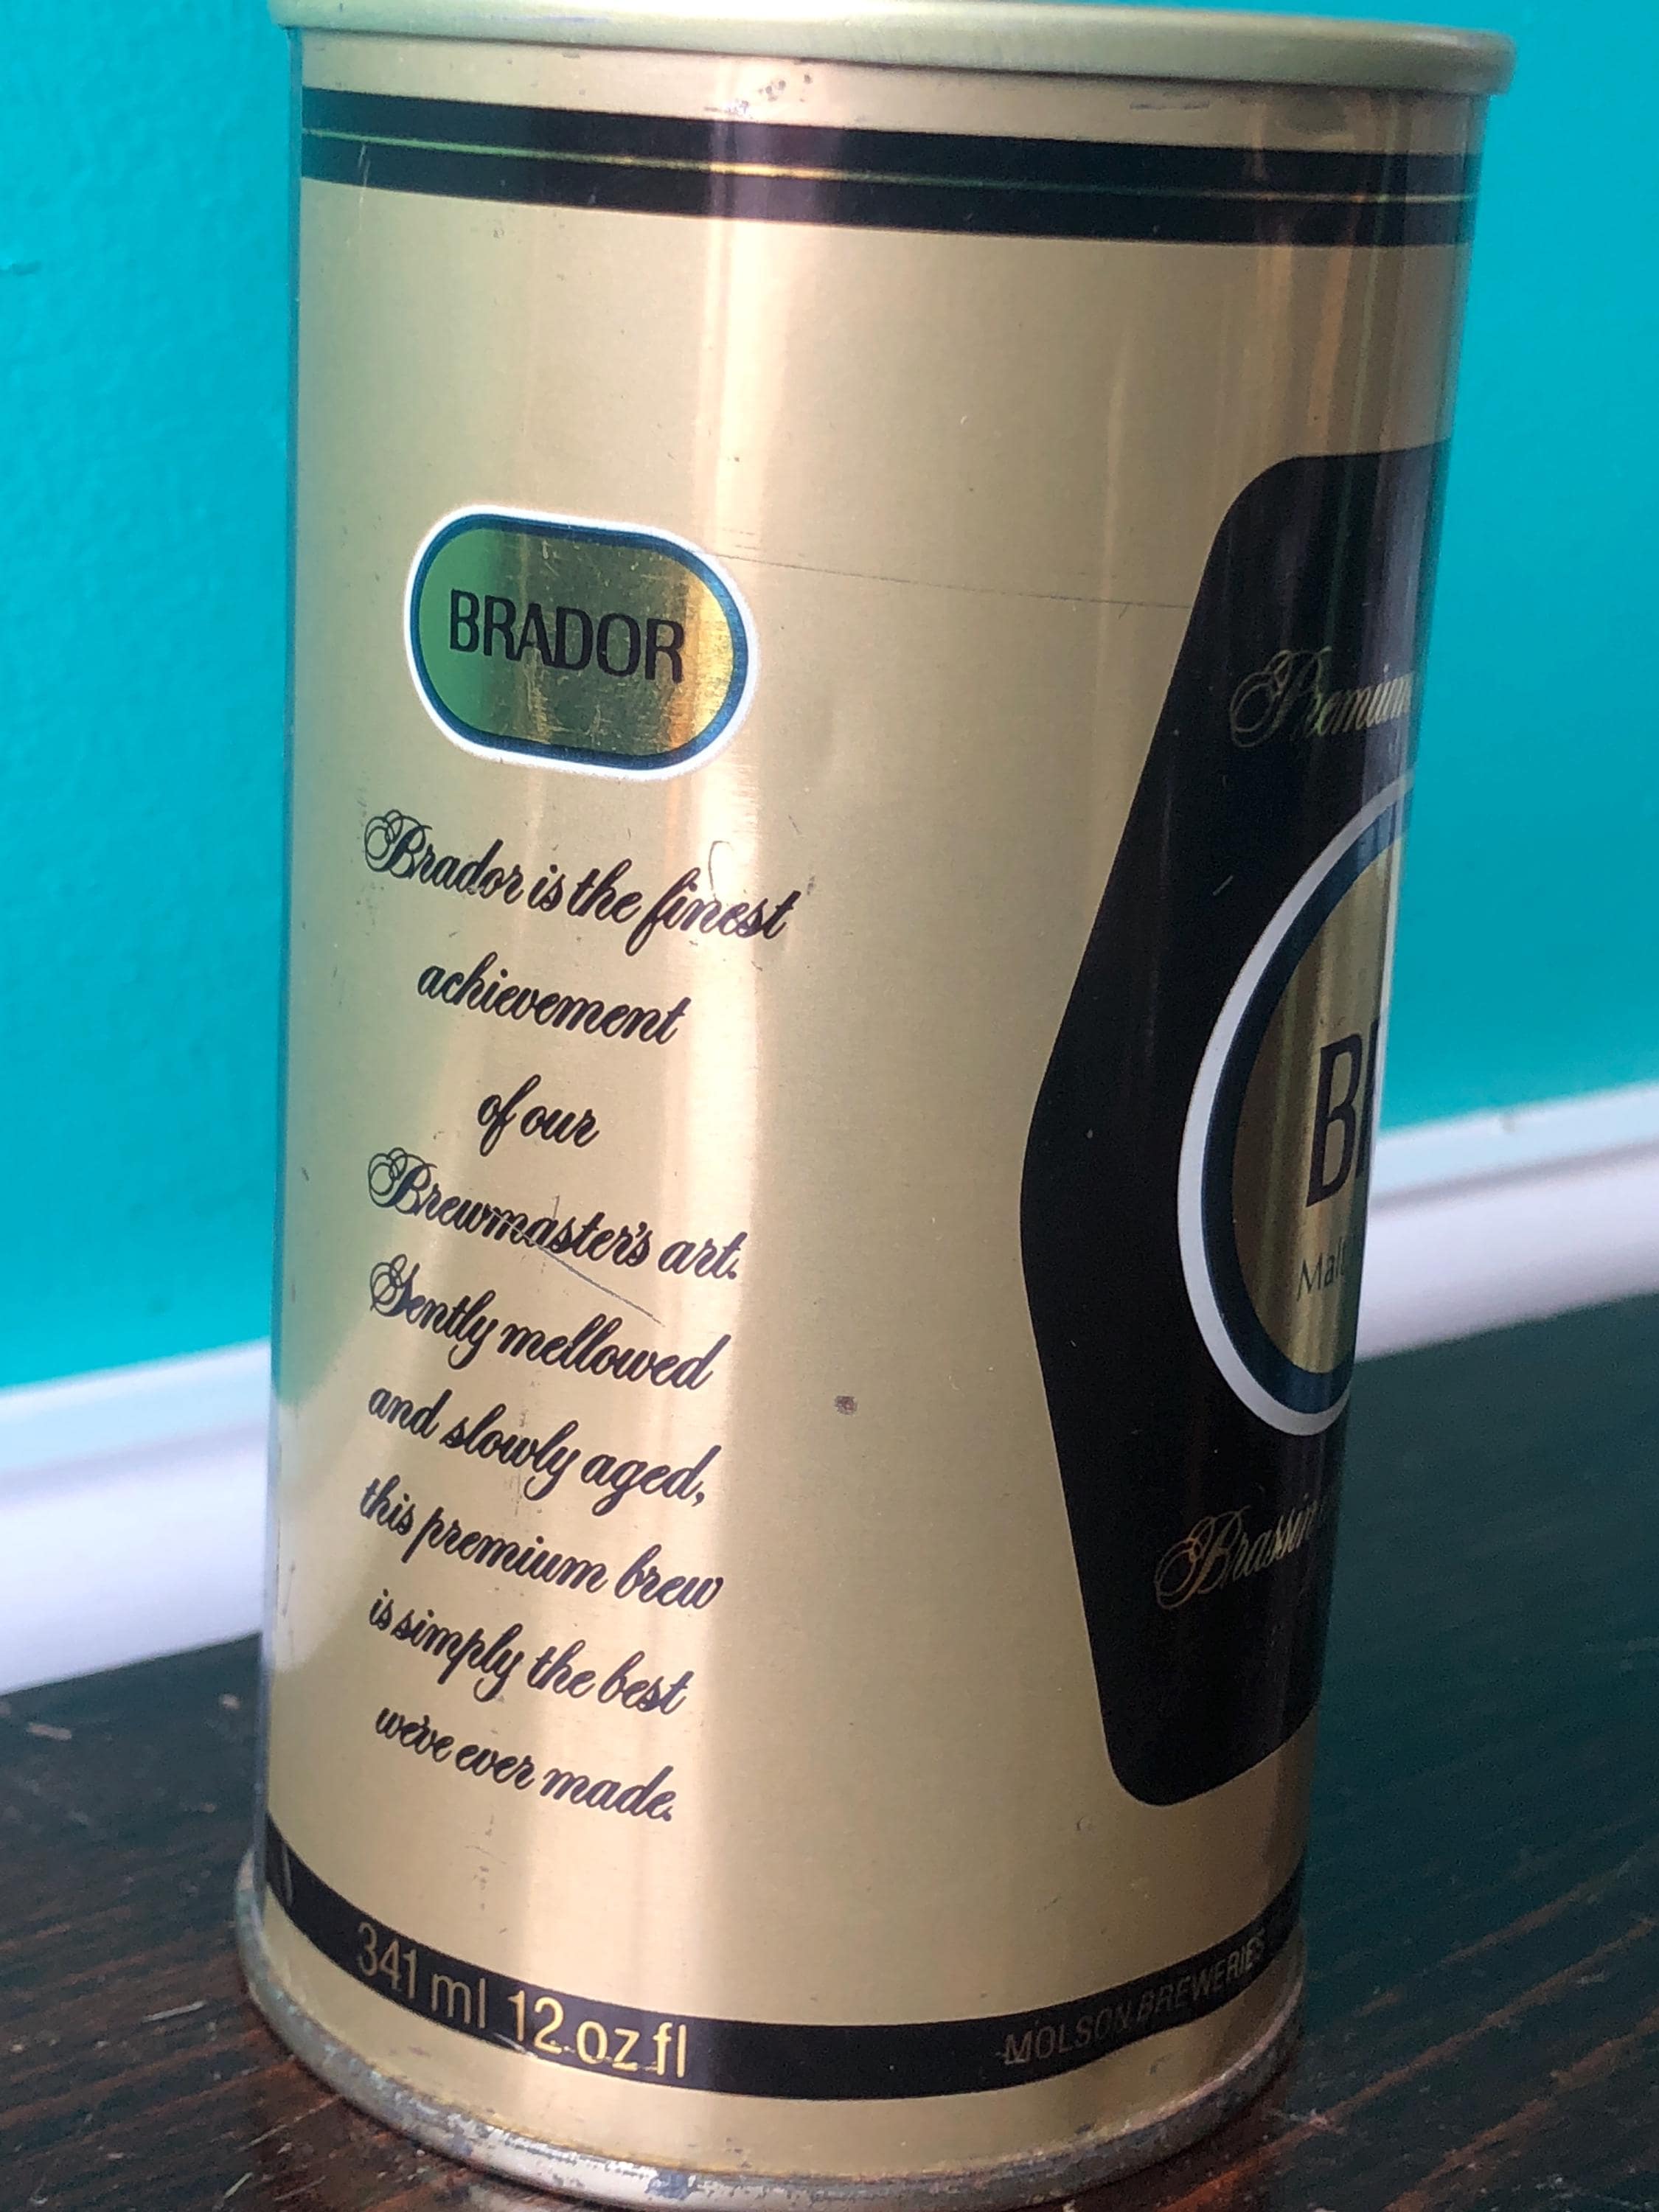 BRADOR
Brador is the finest
achievement
of our
Brewmaster's art.
Gently mellowed
and slowly aged,
this premium brew
is simply the best
we've ever made.
341 ml 12 oz fl
Premium
MOLSON BREWERIES